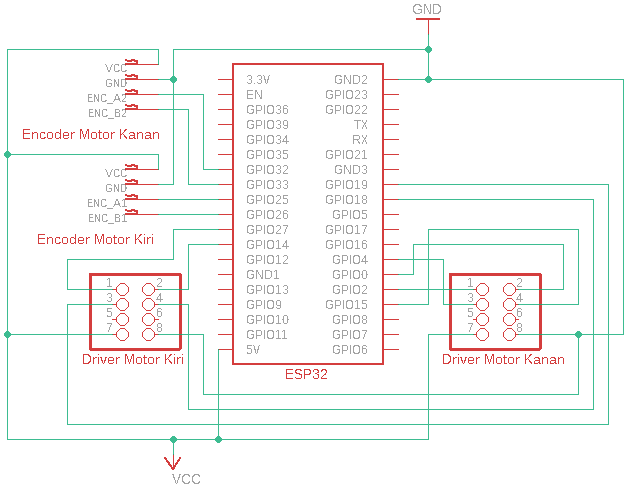 GND
VCC
GND
ENC_A2
ENC_B2
Encoder Motor Kanan
VCC
GND
ENC_A1
ENC_B1
Encoder Motor Kiri
3.3V GND2
EN GPIO23
GPIO36 GPIO22
GPIO39 TX
GPIO34 RX
GPIO35 GPIO21
GPIO32 GND3
GPIO33 GPIO19
GPIO25 GPIO18
GPIO26 GPIO5
GPIO27 GPIO17
GPIO14 GPIO16
GPIO12 GPIO4
GND1 GPIO0
GPIO13 GPIO2
GPIO9 GPIO15
GPIO10 GPIO8
GPIO11 GPIO7
5V GPIO6
ESP32
1 2
3 4
5 6
7 8
Driver Motor Kiri
1 2
3 4
5 6
7 8
Driver Motor Kanan
VCC